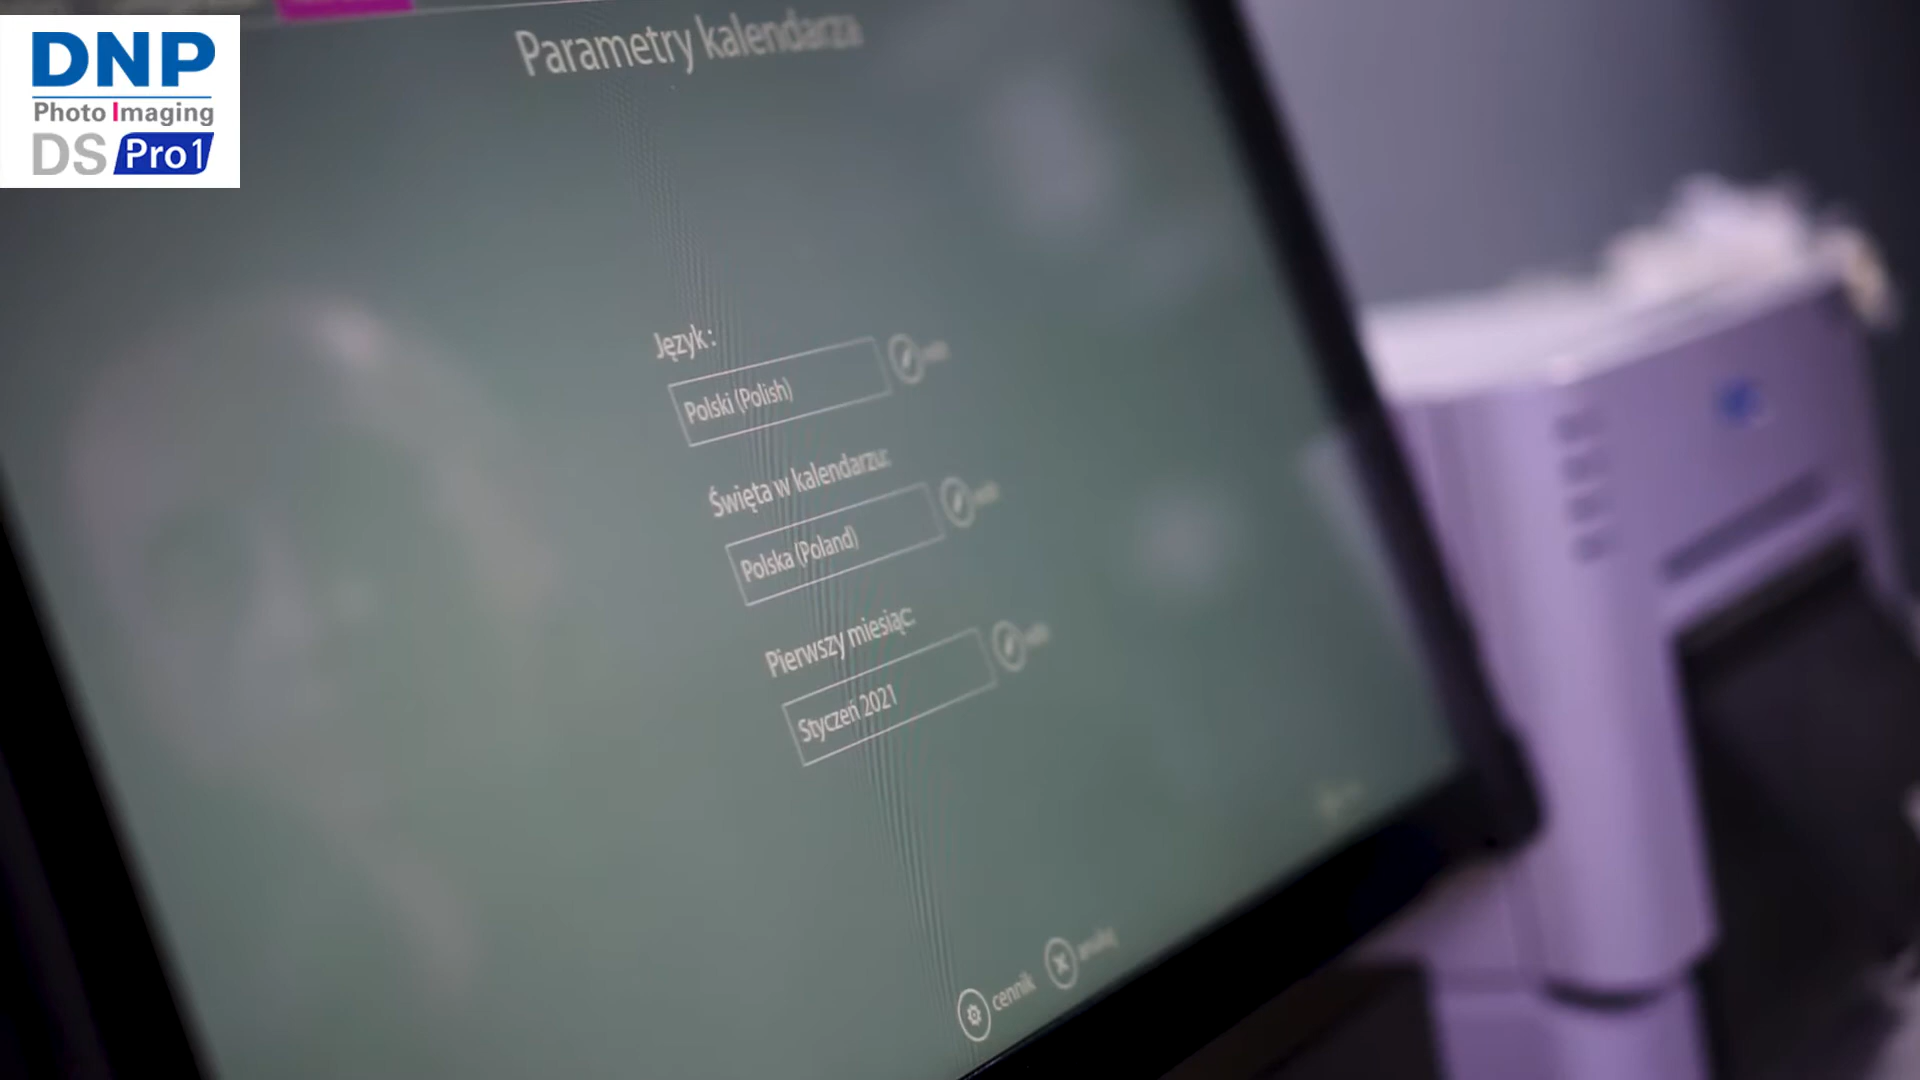 DNP
Photo Imaging
DS Pro1
Parametry kalendarza
Język :
Polski (Polish)
Święta w kalendarzu:
Polska (Poland)
Pierwszy miesiąc:
Styczeń 2021
cennik
anuluj